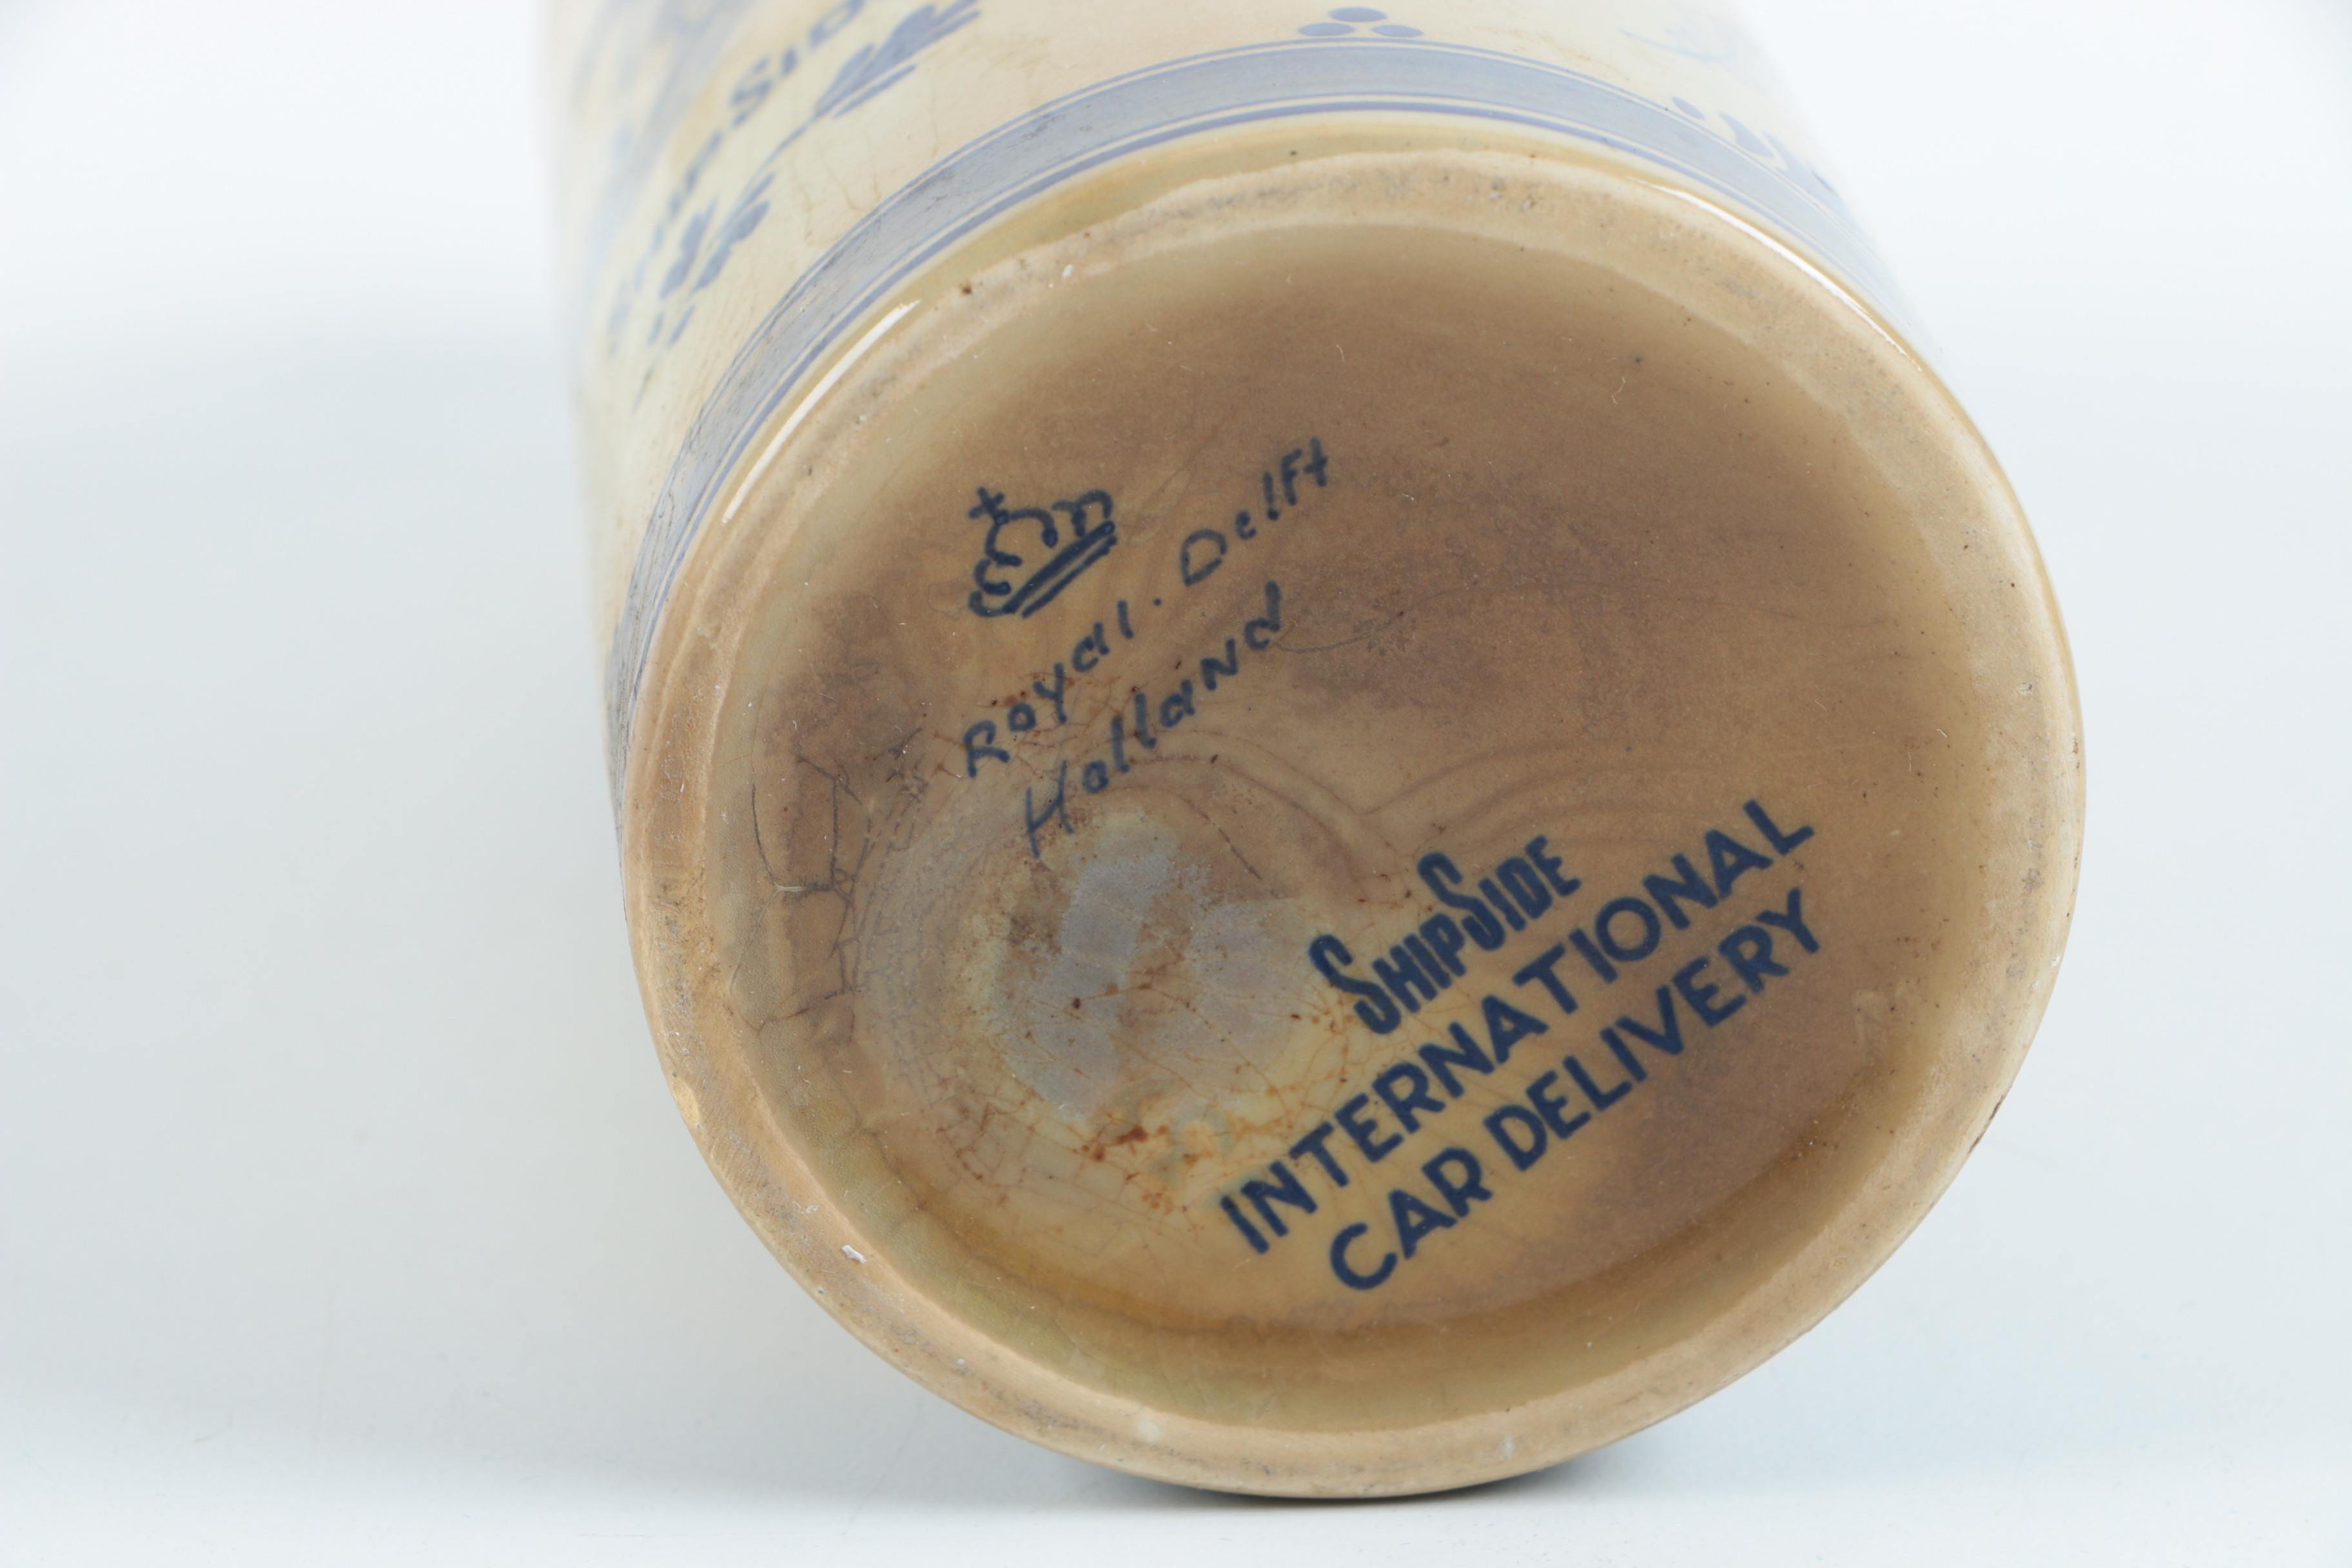 Royal. Delft
Holland
SHIPSIDE
INTERNATIONAL
CAR DELIVERY